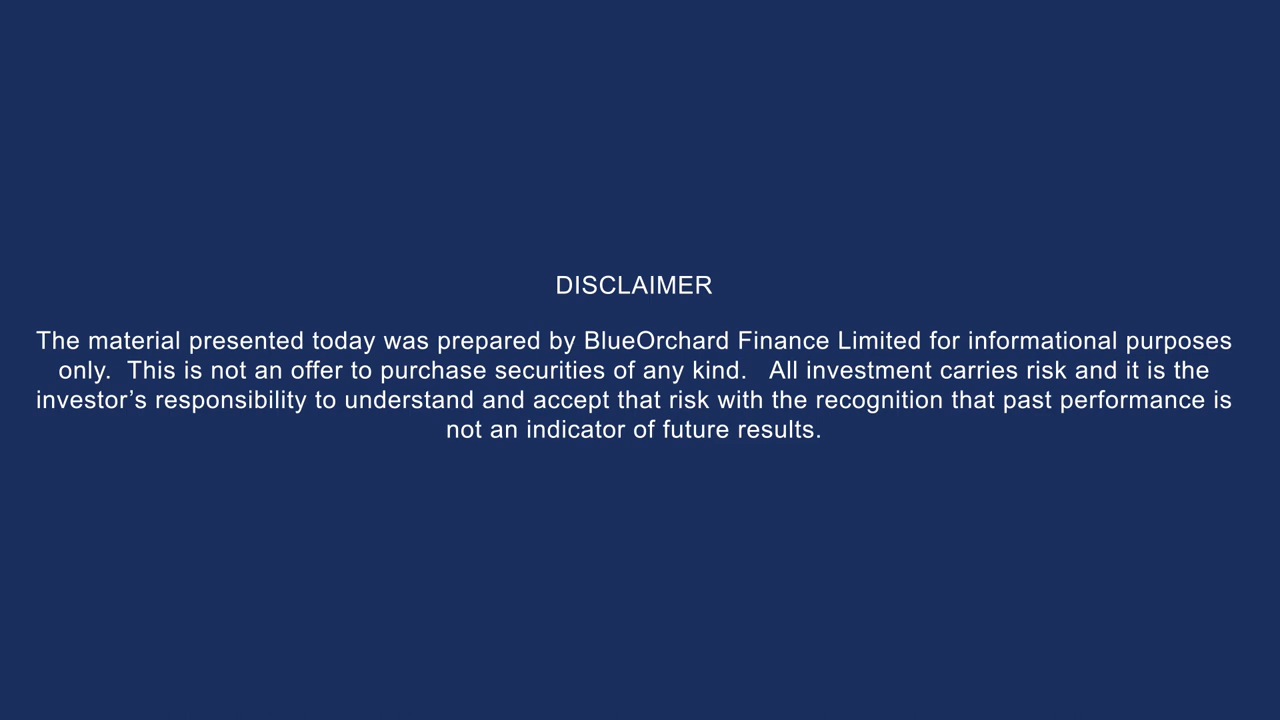 DISCLAIMER
The material presented today was prepared by BlueOrchard Finance Limited for informational purposes
only.  This is not an offer to purchase securities of any kind.   All investment carries risk and it is the
investor’s responsibility to understand and accept that risk with the recognition that past performance is
not an indicator of future results.